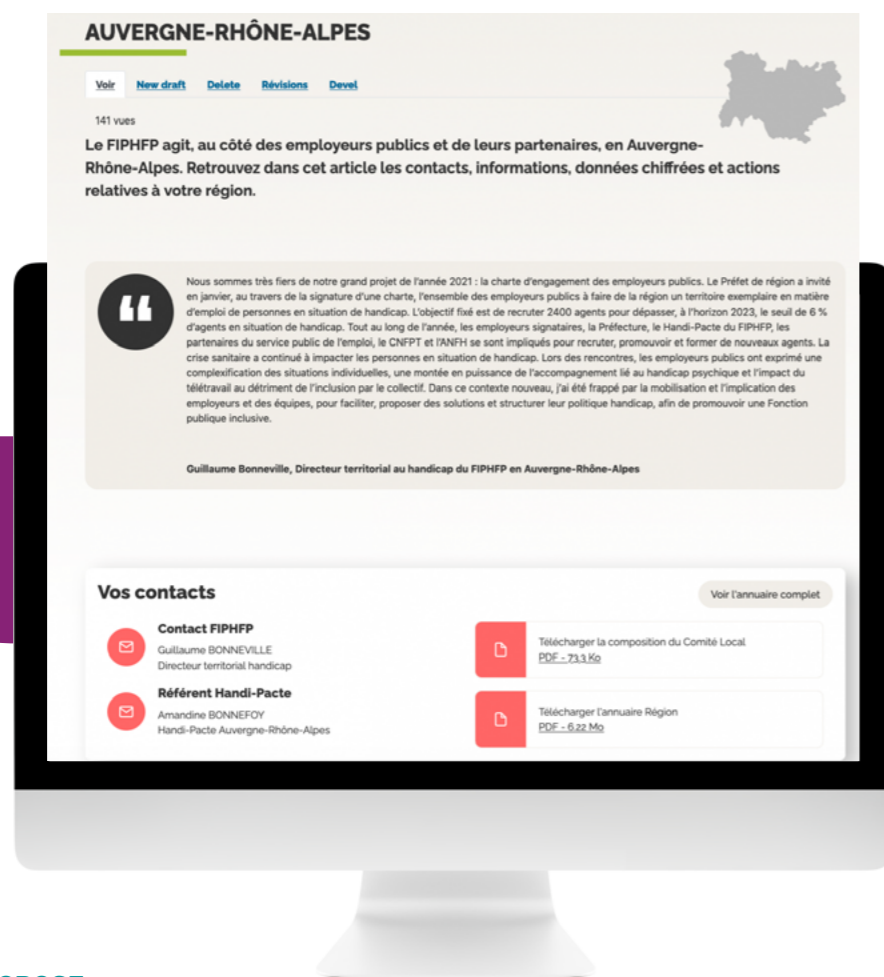 AUVERGNE-RHÔNE-ALPES
Voir New draft Delete Révisions Devel
141 vues
Le FIPHFP agit, au côté des employeurs publics et de leurs partenaires, en Auvergne-
Rhône-Alpes. Retrouvez dans cet article les contacts, informations, données chiffrées et actions
relatives à votre région.
Nous sommes très fiers de notre grand projet de l'année 2021 : la charte d'engagement des employeurs publics. Le Préfet de région a invité
en janvier, au travers de la signature d'une charte, l'ensemble des employeurs publics à faire de la région un territoire exemplaire en matière
d'emploi de personnes en situation de handicap. L'objectif fixé est de recruter 2400 agents pour dépasser, à l'horizon 2023, le seuil de 6 %
d'agents en situation de handicap. Tout au long de l'année, les employeurs signataires, la Préfecture, le Handi-Pacte du FIPHFP, les
partenaires du service public de l'emploi, le CNFPT et l'ANFH se sont impliqués pour recruter, promouvoir et former de nouveaux agents. La
crise sanitaire a continué à impacter les personnes en situation de handicap. Lors des rencontres, les employeurs publics ont exprimé une
complexification des situations individuelles, une montée en puissance de l'accompagnement lié au handicap psychique et l'impact du
télétravail au détriment de l'inclusion par le collectif. Dans ce contexte nouveau, j'ai été frappé par la mobilisation et l'implication des
employeurs et des équipes, pour faciliter, proposer des solutions et structurer leur politique handicap, afin de promouvoir une Fonction
publique inclusive.
Guillaume Bonneville, Directeur territorial au handicap du FIPHFP en Auvergne-Rhône-Alpes
Vos contacts
Voir l'annuaire complet
Contact FIPHFP
Guillaume BONNEVILLE
Directeur territorial handicap
Télécharger la composition du Comité Local
PDF - 73.3 Ko
Référent Handi-Pacte
Amandine BONNEFOY
Handi-Pacte Auvergne-Rhône-Alpes
Télécharger l'annuaire Région
PDF - 6.22 Mo